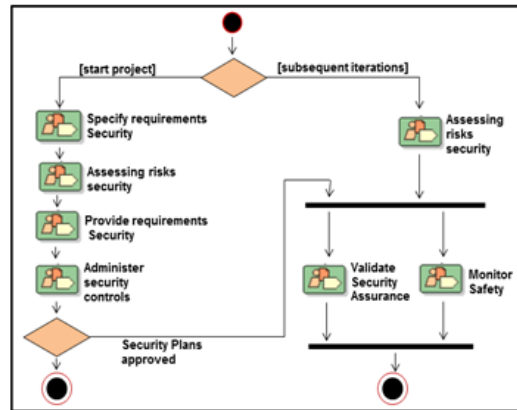 [start project]
[subsequent iterations]
Specify requirements
Security
Assessing risks
security
Provide requirements
Security
Administer
security
controls
Security Plans
approved
Assessing
risks
security
Validate
Security
Assurance
Monitor
Safety